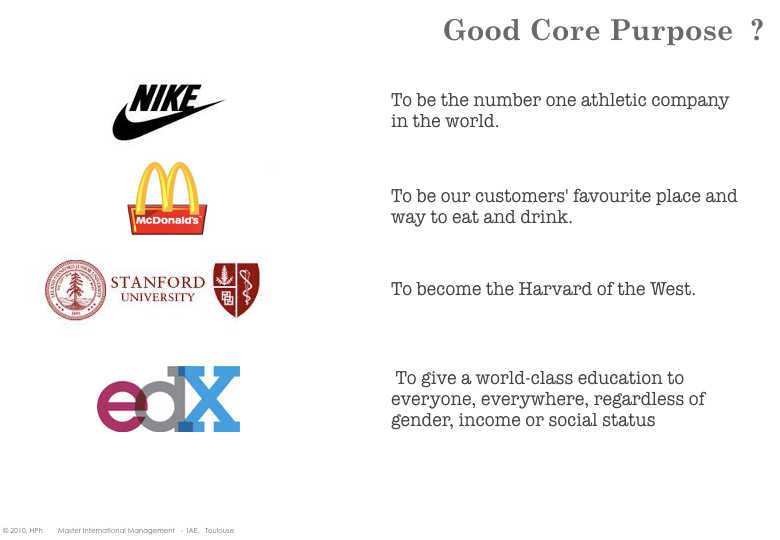 Good Core Purpose ?
NIKE
To be the number one athletic company
in the world.
McDonald's
To be our customers' favourite place and
way to eat and drink.
STANFORD
UNIVERSITY
To become the Harvard of the West.
edX
To give a world-class education to
everyone, everywhere, regardless of
gender, income or social status
© 2010, HPh Master International Management - IAE, Toulouse